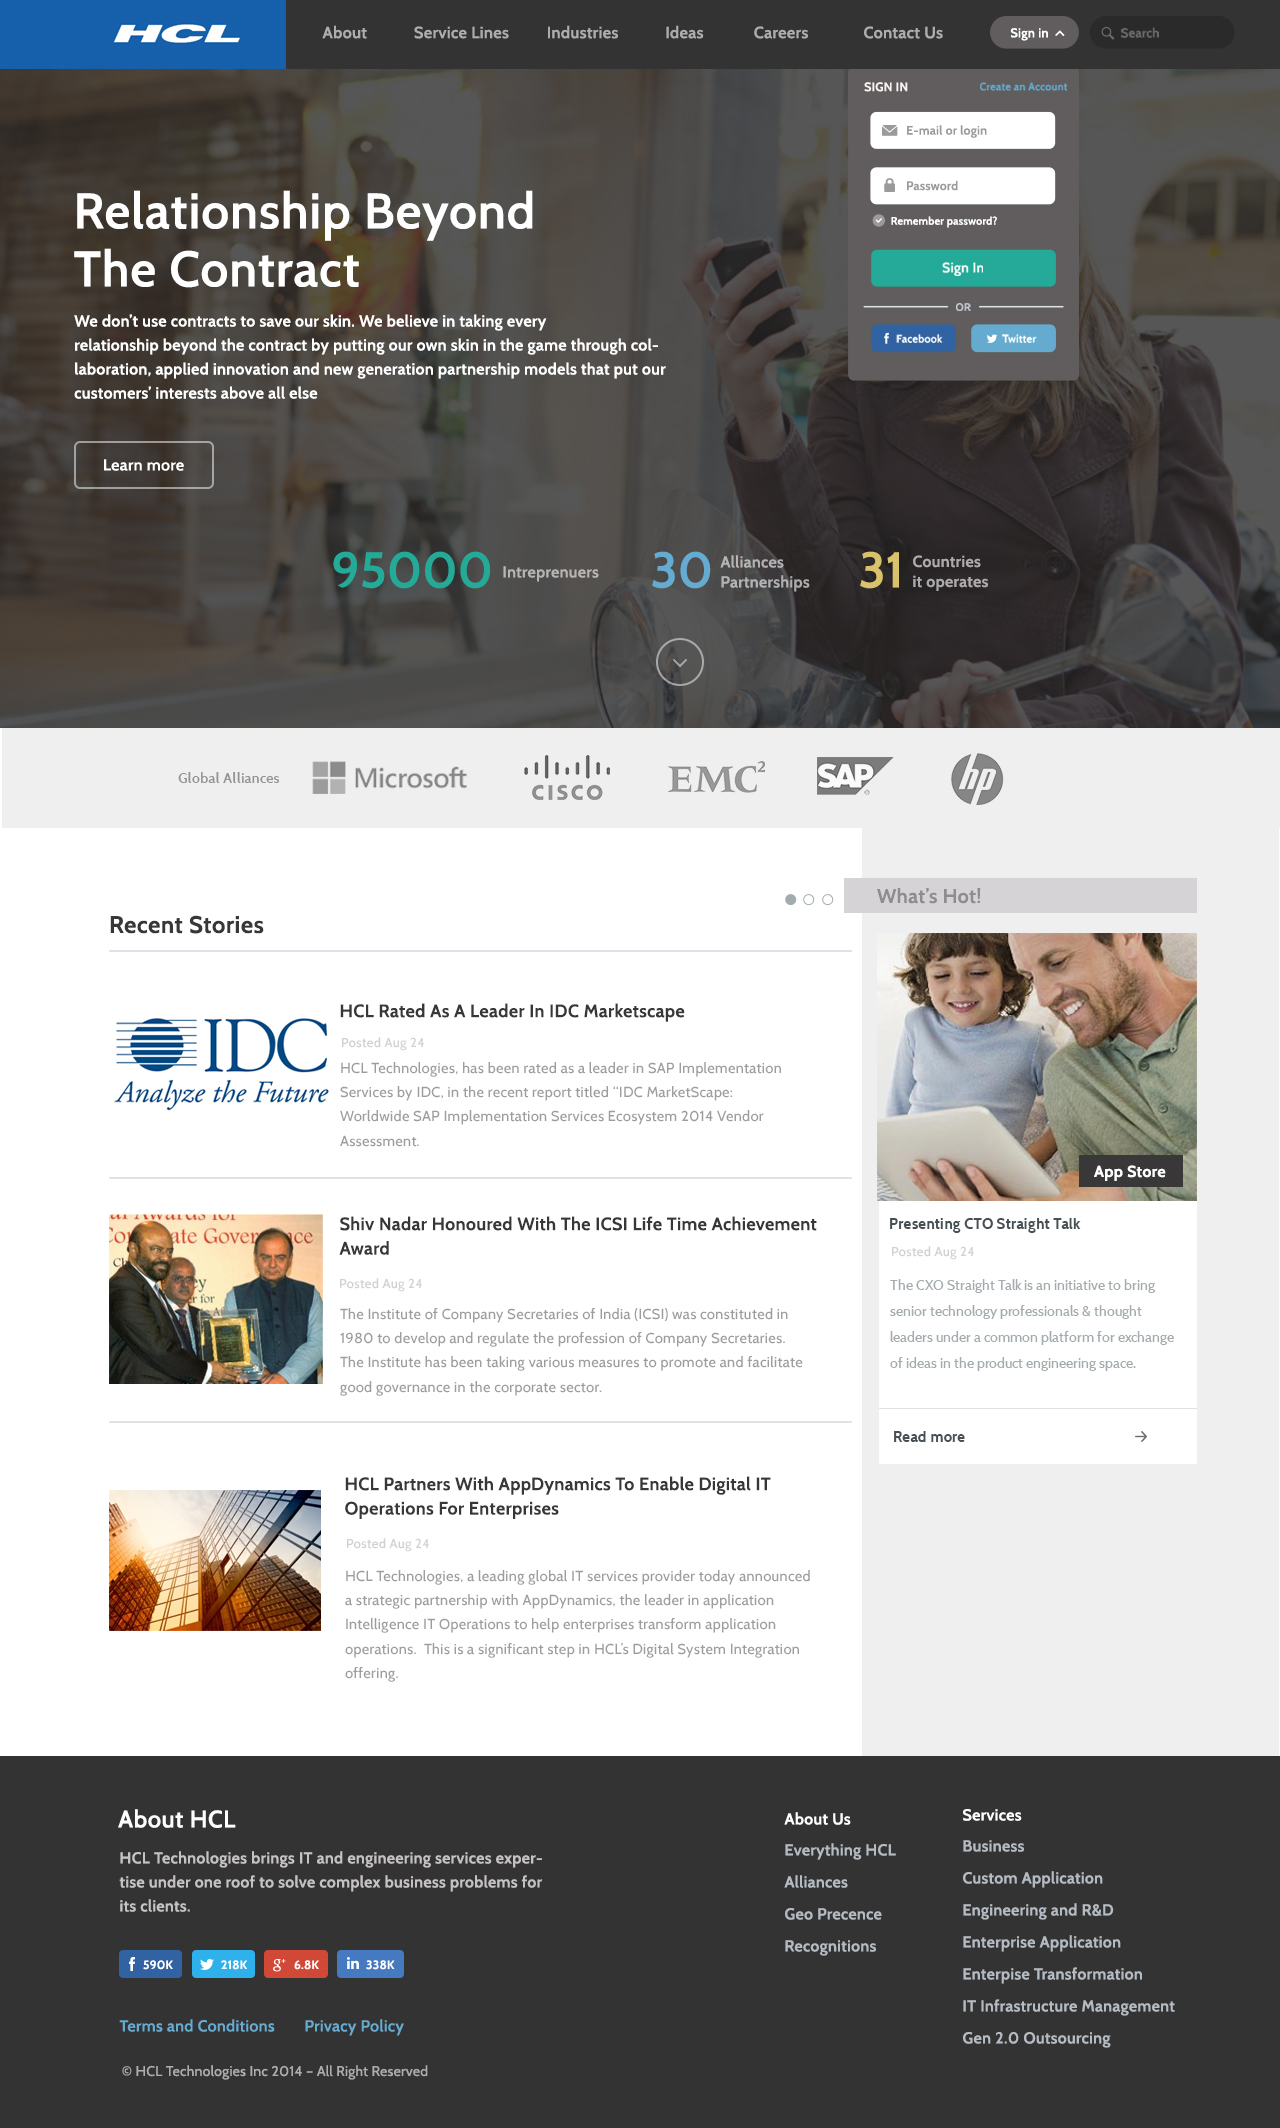 HCL
About
Service Lines
Industries
Ideas
Careers
Contact Us
Sign in
Search
SIGN IN
Create an Account
E-mail or login
Password
Remember password?
Sign In
OR
Facebook
Twitter
Relationship Beyond
The Contract
We don't use contracts to save our skin. We believe in taking every
relationship beyond the contract by putting our own skin in the game through col-
laboration, applied innovation and new generation partnership models that put our
customers' interests above all else
Learn more
95000 Intreprenuers
30 Alliances
Partnerships
31 Countries
it operates
Global Alliances
Microsoft
CISCO
EMC²
SAP
hp
What's Hot!
Recent Stories
IDC
Analyze the Future
HCL Rated As A Leader In IDC Marketscape
Posted Aug 24
HCL Technologies, has been rated as a leader in SAP Implementation
Services by IDC, in the recent report titled "IDC MarketScape:
Worldwide SAP Implementation Services Ecosystem 2014 Vendor
Assessment.
Shiv Nadar Honoured With The ICSI Life Time Achievement
Award
Posted Aug 24
The Institute of Company Secretaries of India (ICSI) was constituted in
1980 to develop and regulate the profession of Company Secretaries.
The Institute has been taking various measures to promote and facilitate
good governance in the corporate sector.
HCL Partners With AppDynamics To Enable Digital IT
Operations For Enterprises
Posted Aug 24
HCL Technologies, a leading global IT services provider today announced
a strategic partnership with AppDynamics, the leader in application
Intelligence IT Operations to help enterprises transform application
operations.  This is a significant step in HCL's Digital System Integration
offering.
App Store
Presenting CTO Straight Talk
Posted Aug 24
The CXO Straight Talk is an initiative to bring
senior technology professionals & thought
leaders under a common platform for exchange
of ideas in the product engineering space.
Read more
About HCL
HCL Technologies brings IT and engineering services exper-
tise under one roof to solve complex business problems for
its clients.
590K
218K
6.8K
338K
Terms and Conditions
Privacy Policy
© HCL Technologies Inc 2014 – All Right Reserved
About Us
Everything HCL
Alliances
Geo Precence
Recognitions
Services
Business
Custom Application
Engineering and R&D
Enterprise Application
Enterpise Transformation
IT Infrastructure Management
Gen 2.0 Outsourcing